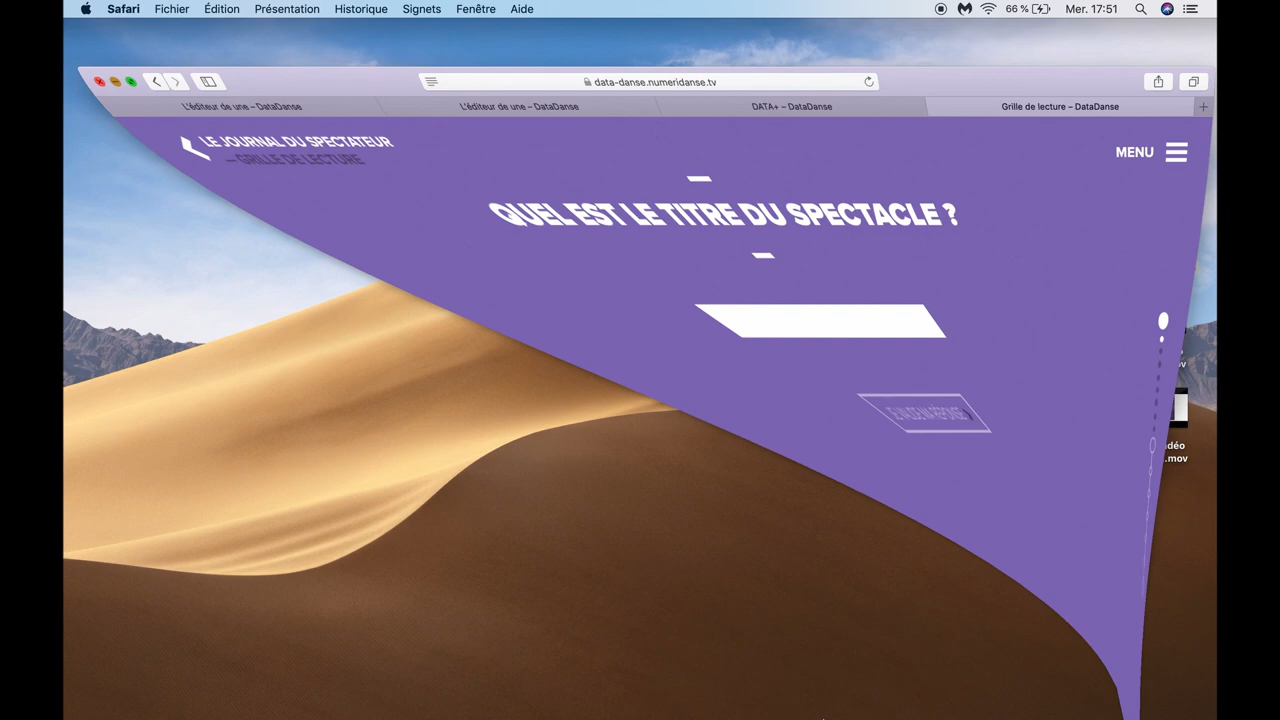 Safari Fichier Édition Présentation Historique Signets Fenêtre Aide 66 % Mer. 17:51
data-danse.numeridanse.tv
L'éditeur de une – DataDanse L'éditeur de une – DataDanse DATA+ – DataDanse Grille de lecture – DataDanse
LE JOURNAL DU SPECTATEUR
— GRILLE DE LECTURE
MENU
QUEL EST LE TITRE DU SPECTACLE ?
.mov